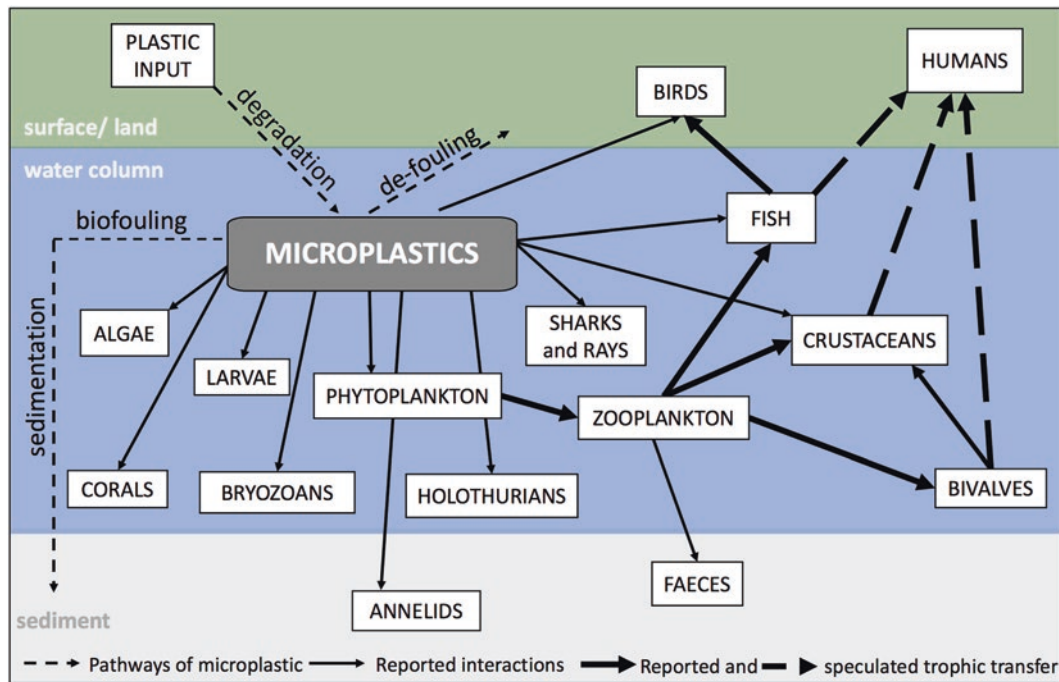 PLASTIC
INPUT
HUMANS
BIRDS
degradation
de-fouling
surface/ land
water column
biofouling
FISH
MICROPLASTICS
sedimentation
ALGAE
SHARKS
and RAYS
CRUSTACEANS
LARVAE
PHYTOPLANKTON
ZOOPLANKTON
CORALS
BRYOZOANS
HOLOTHURIANS
BIVALVES
FAECES
ANNELIDS
sediment
Pathways of microplastic
Reported interactions
Reported and
speculated trophic transfer